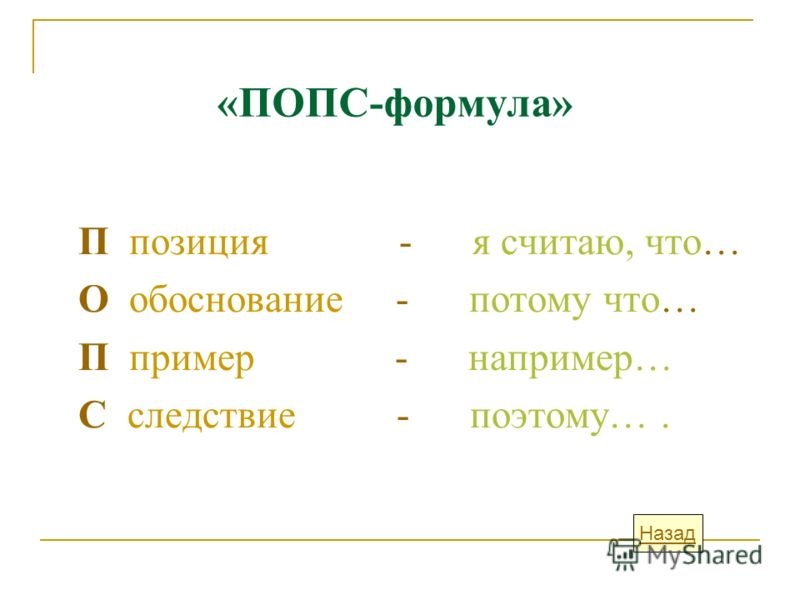 «ПОПС-формула»
П позиция - я считаю, что…
О обоснование - потому что…
П пример - например…
С следствие - поэтому… .
Назад
MyShared